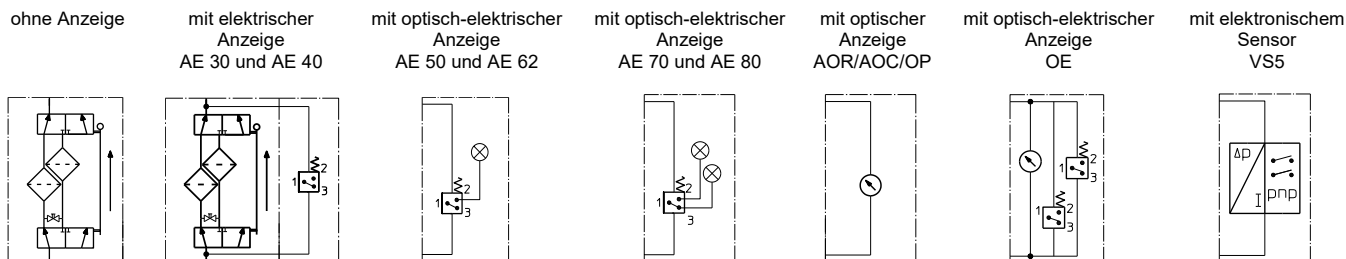 ohne Anzeige
mit elektrischer
Anzeige
AE 30 und AE 40
mit optisch-elektrischer
Anzeige
AE 50 und AE 62
mit optisch-elektrischer
Anzeige
AE 70 und AE 80
mit optischer
Anzeige
AOR/AOC/OP
mit optisch-elektrischer
Anzeige
OE
mit elektronischem
Sensor
VS5
1 2
3
1 2
3
1 2
3
1 2
3
1 2
3
Δp
I
pnp